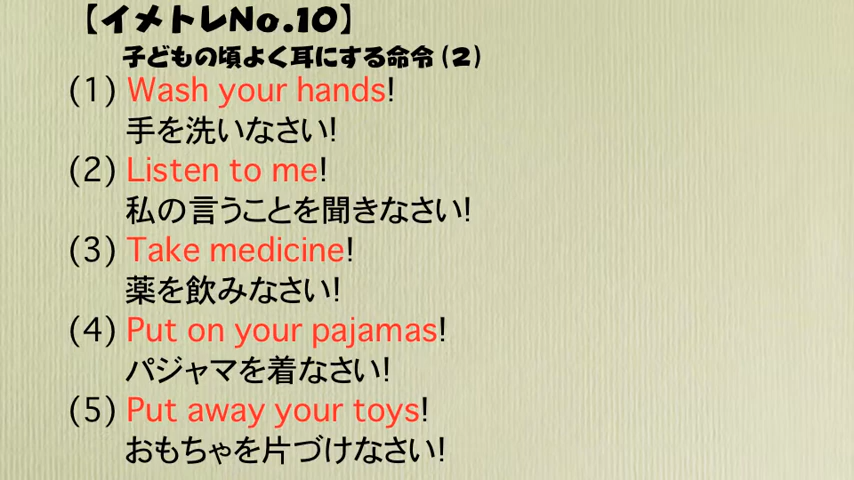 【イメトレNo.10】
子どもの頃よく耳にする命令(2)
(1) Wash your hands!
手を洗いなさい!
(2) Listen to me!
私の言うことを聞きなさい!
(3) Take medicine!
薬を飲みなさい!
(4) Put on your pajamas!
パジャマを着なさい!
(5) Put away your toys!
おもちゃを片づけなさい!